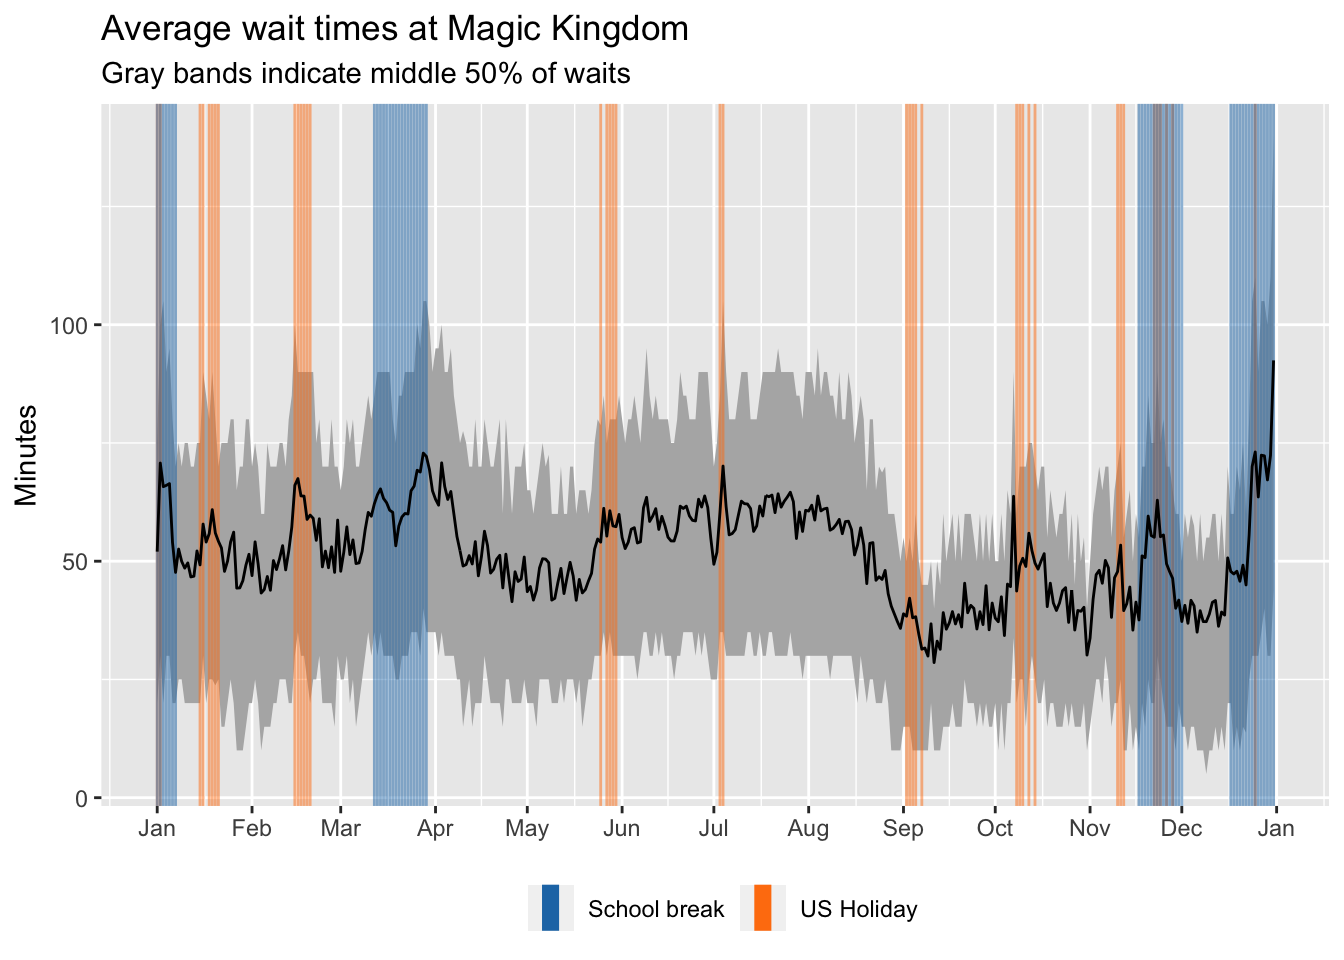 Average wait times at Magic Kingdom
Gray bands indicate middle 50% of waits
Minutes
100
50
0
Jan Feb Mar Apr May Jun Jul Aug Sep Oct Nov Dec Jan
School break US Holiday